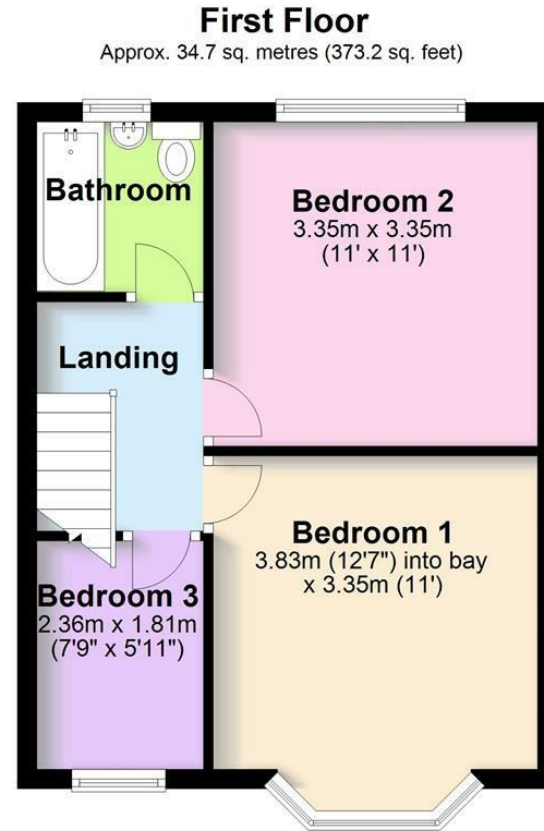 First Floor
Approx. 34.7 sq. metres (373.2 sq. feet)
Bathroom
Bedroom 2
3.35m x 3.35m
(11' x 11')
Landing
Bedroom 1
3.83m (12'7") into bay
x 3.35m (11')
Bedroom 3
2.36m x 1.81m
(7'9" x 5'11")